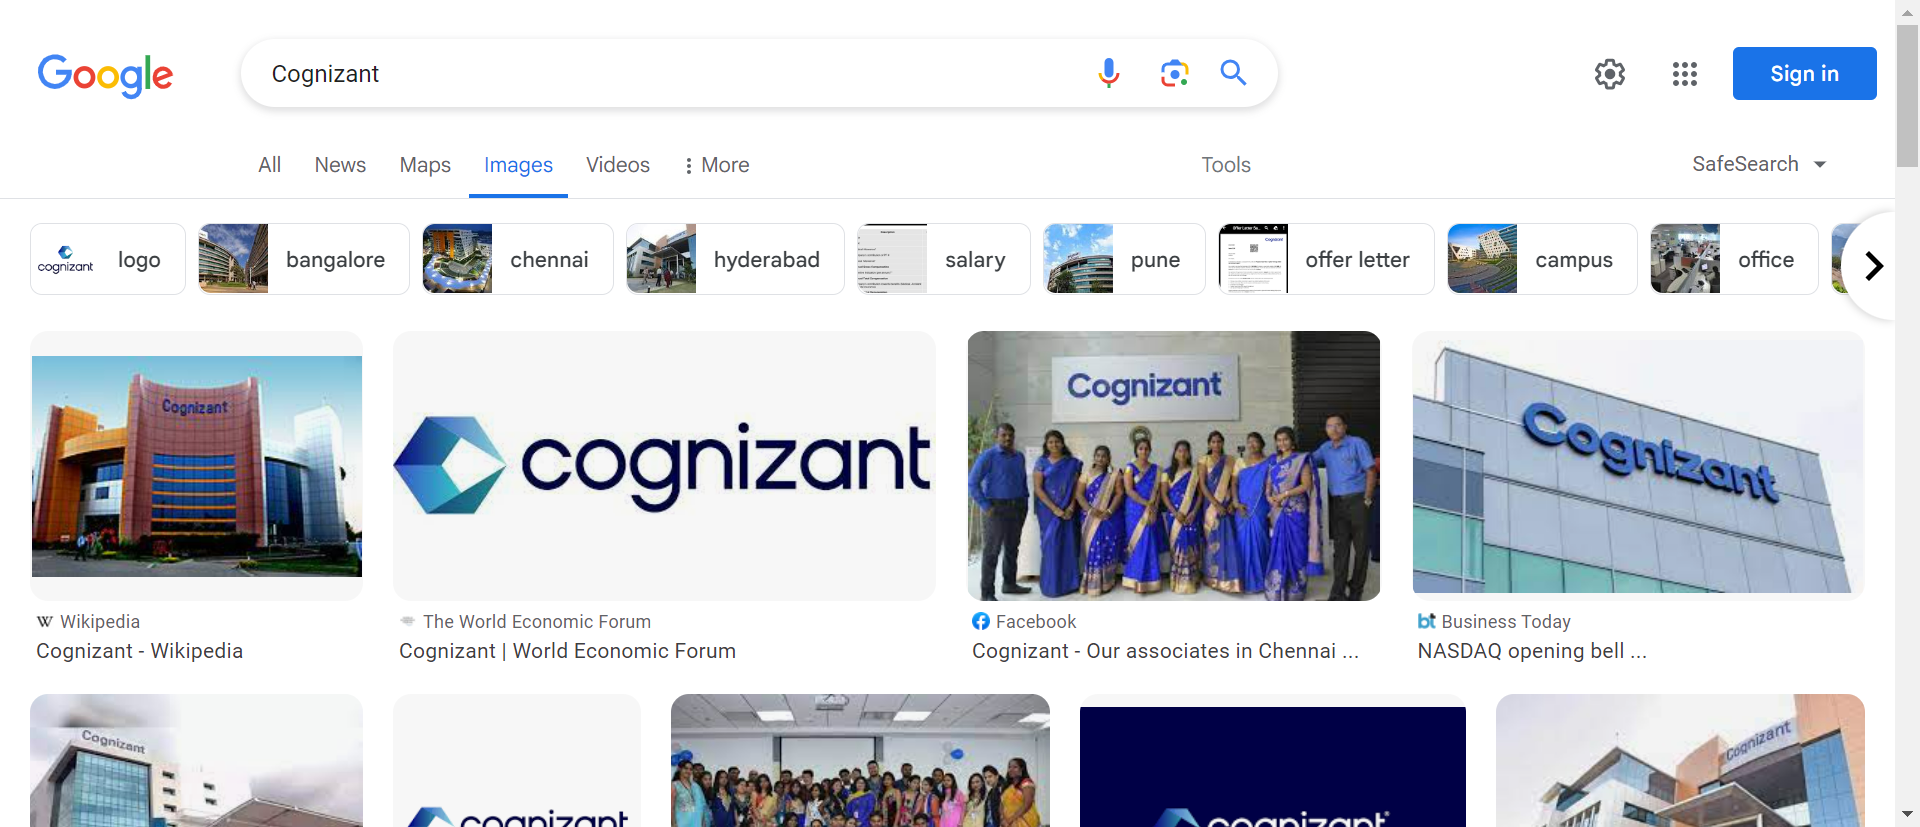 Google
Cognizant
Sign in
All News Maps Images Videos More Tools SafeSearch
cognizant logo bangalore chennai hyderabad salary pune offer letter campus office
Cognizant
cognizant
Cognizant
Cognizant
Wikipedia
Cognizant - Wikipedia
The World Economic Forum
Cognizant | World Economic Forum
Facebook
Cognizant - Our associates in Chennai ...
bt Business Today
NASDAQ opening bell ...
Cognizant
cognizant
cognizant
Cognizant